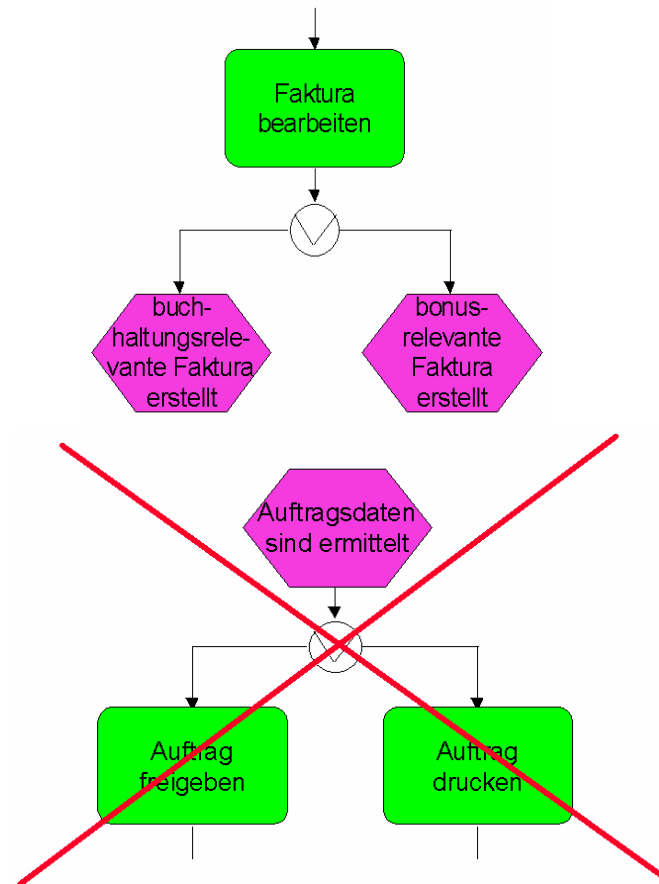 Faktura
bearbeiten
buch-
haltungsrele-
vante Faktura
erstellt
bonus-
relevante
Faktura
erstellt
Auftragsdaten
sind ermittelt
Auftrag
freigeben
Auftrag
drucken